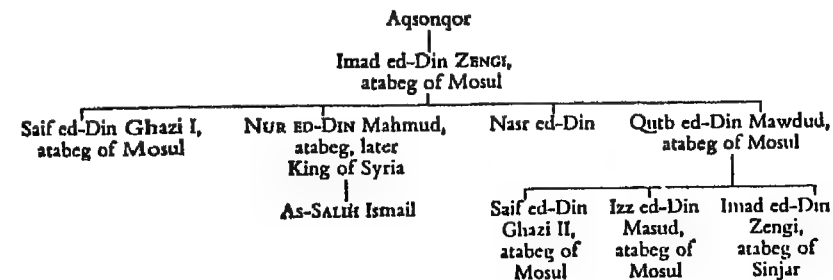 Aqsonqor
Imad ed-Din ZENGI,
atabeg of Mosul
Saif ed-Din Ghazi I,
atabeg of Mosul
NUR ED-DIN Mahmud,
atabeg, later
King of Syria
Nasr ed-Din
Qutb ed-Din Mawdud,
atabeg of Mosul
AS-SALIH Ismail
Saif ed-Din
Ghazi II,
atabeg of
Mosul
Izz ed-Din
Masud,
atabeg of
Mosul
Imad ed-Din
Zengi,
atabeg of
Sinjar